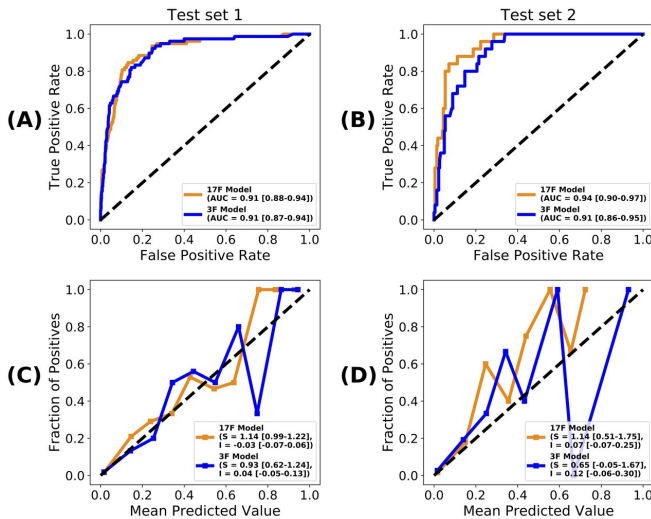 Test set 1
Test set 2
(A)
True Positive Rate
1.0
0.8
0.6
0.4
0.2
0.0
17F Model
(AUC = 0.91 [0.88-0.94])
3F Model
(AUC = 0.91 [0.87-0.94])
0.0 0.2 0.4 0.6 0.8 1.0
False Positive Rate
(B)
True Positive Rate
1.0
0.8
0.6
0.4
0.2
0.0
17F Model
(AUC = 0.94 [0.90-0.97])
3F Model
(AUC = 0.91 [0.86-0.95])
0.0 0.2 0.4 0.6 0.8 1.0
False Positive Rate
(C)
Fraction of Positives
1.0
0.8
0.6
0.4
0.2
0.0
17F Model
(S = 1.14 [0.99-1.22],
I = -0.03 [-0.07-0.06])
3F Model
(S = 0.93 [0.62-1.24],
I = 0.04 [-0.05-0.13])
0.0 0.2 0.4 0.6 0.8 1.0
Mean Predicted Value
(D)
Fraction of Positives
1.0
0.8
0.6
0.4
0.2
0.0
17F Model
(S = 1.14 [0.51-1.75],
I = 0.07 [-0.07-0.25])
3F Model
(S = 0.65 [-0.05-1.67],
I = 0.12 [-0.06-0.30])
0.0 0.2 0.4 0.6 0.8 1.0
Mean Predicted Value